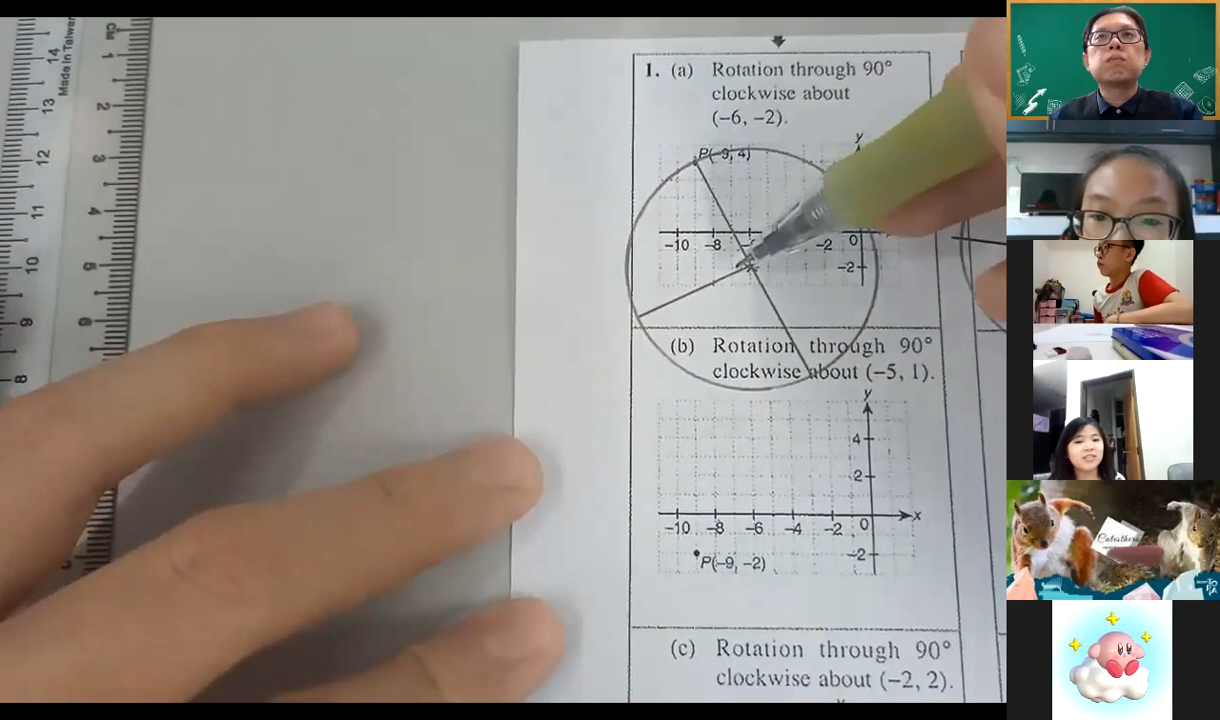 Made in Taiwan
Cm
1
2
3
4
5
6
14
13
12
11
10
9
8
1. (a) Rotation through 90°
clockwise about
(−6, −2).
y
P(−9, 4)
−10 −8 −2 0
−2
(b) Rotation through 90°
clockwise about (−5, 1).
y
4
2
−10 −8 −6 −4 −2 0 x
−2
P(−9, −2)
(c) Rotation through 90°
clockwise about (−2, 2).
y